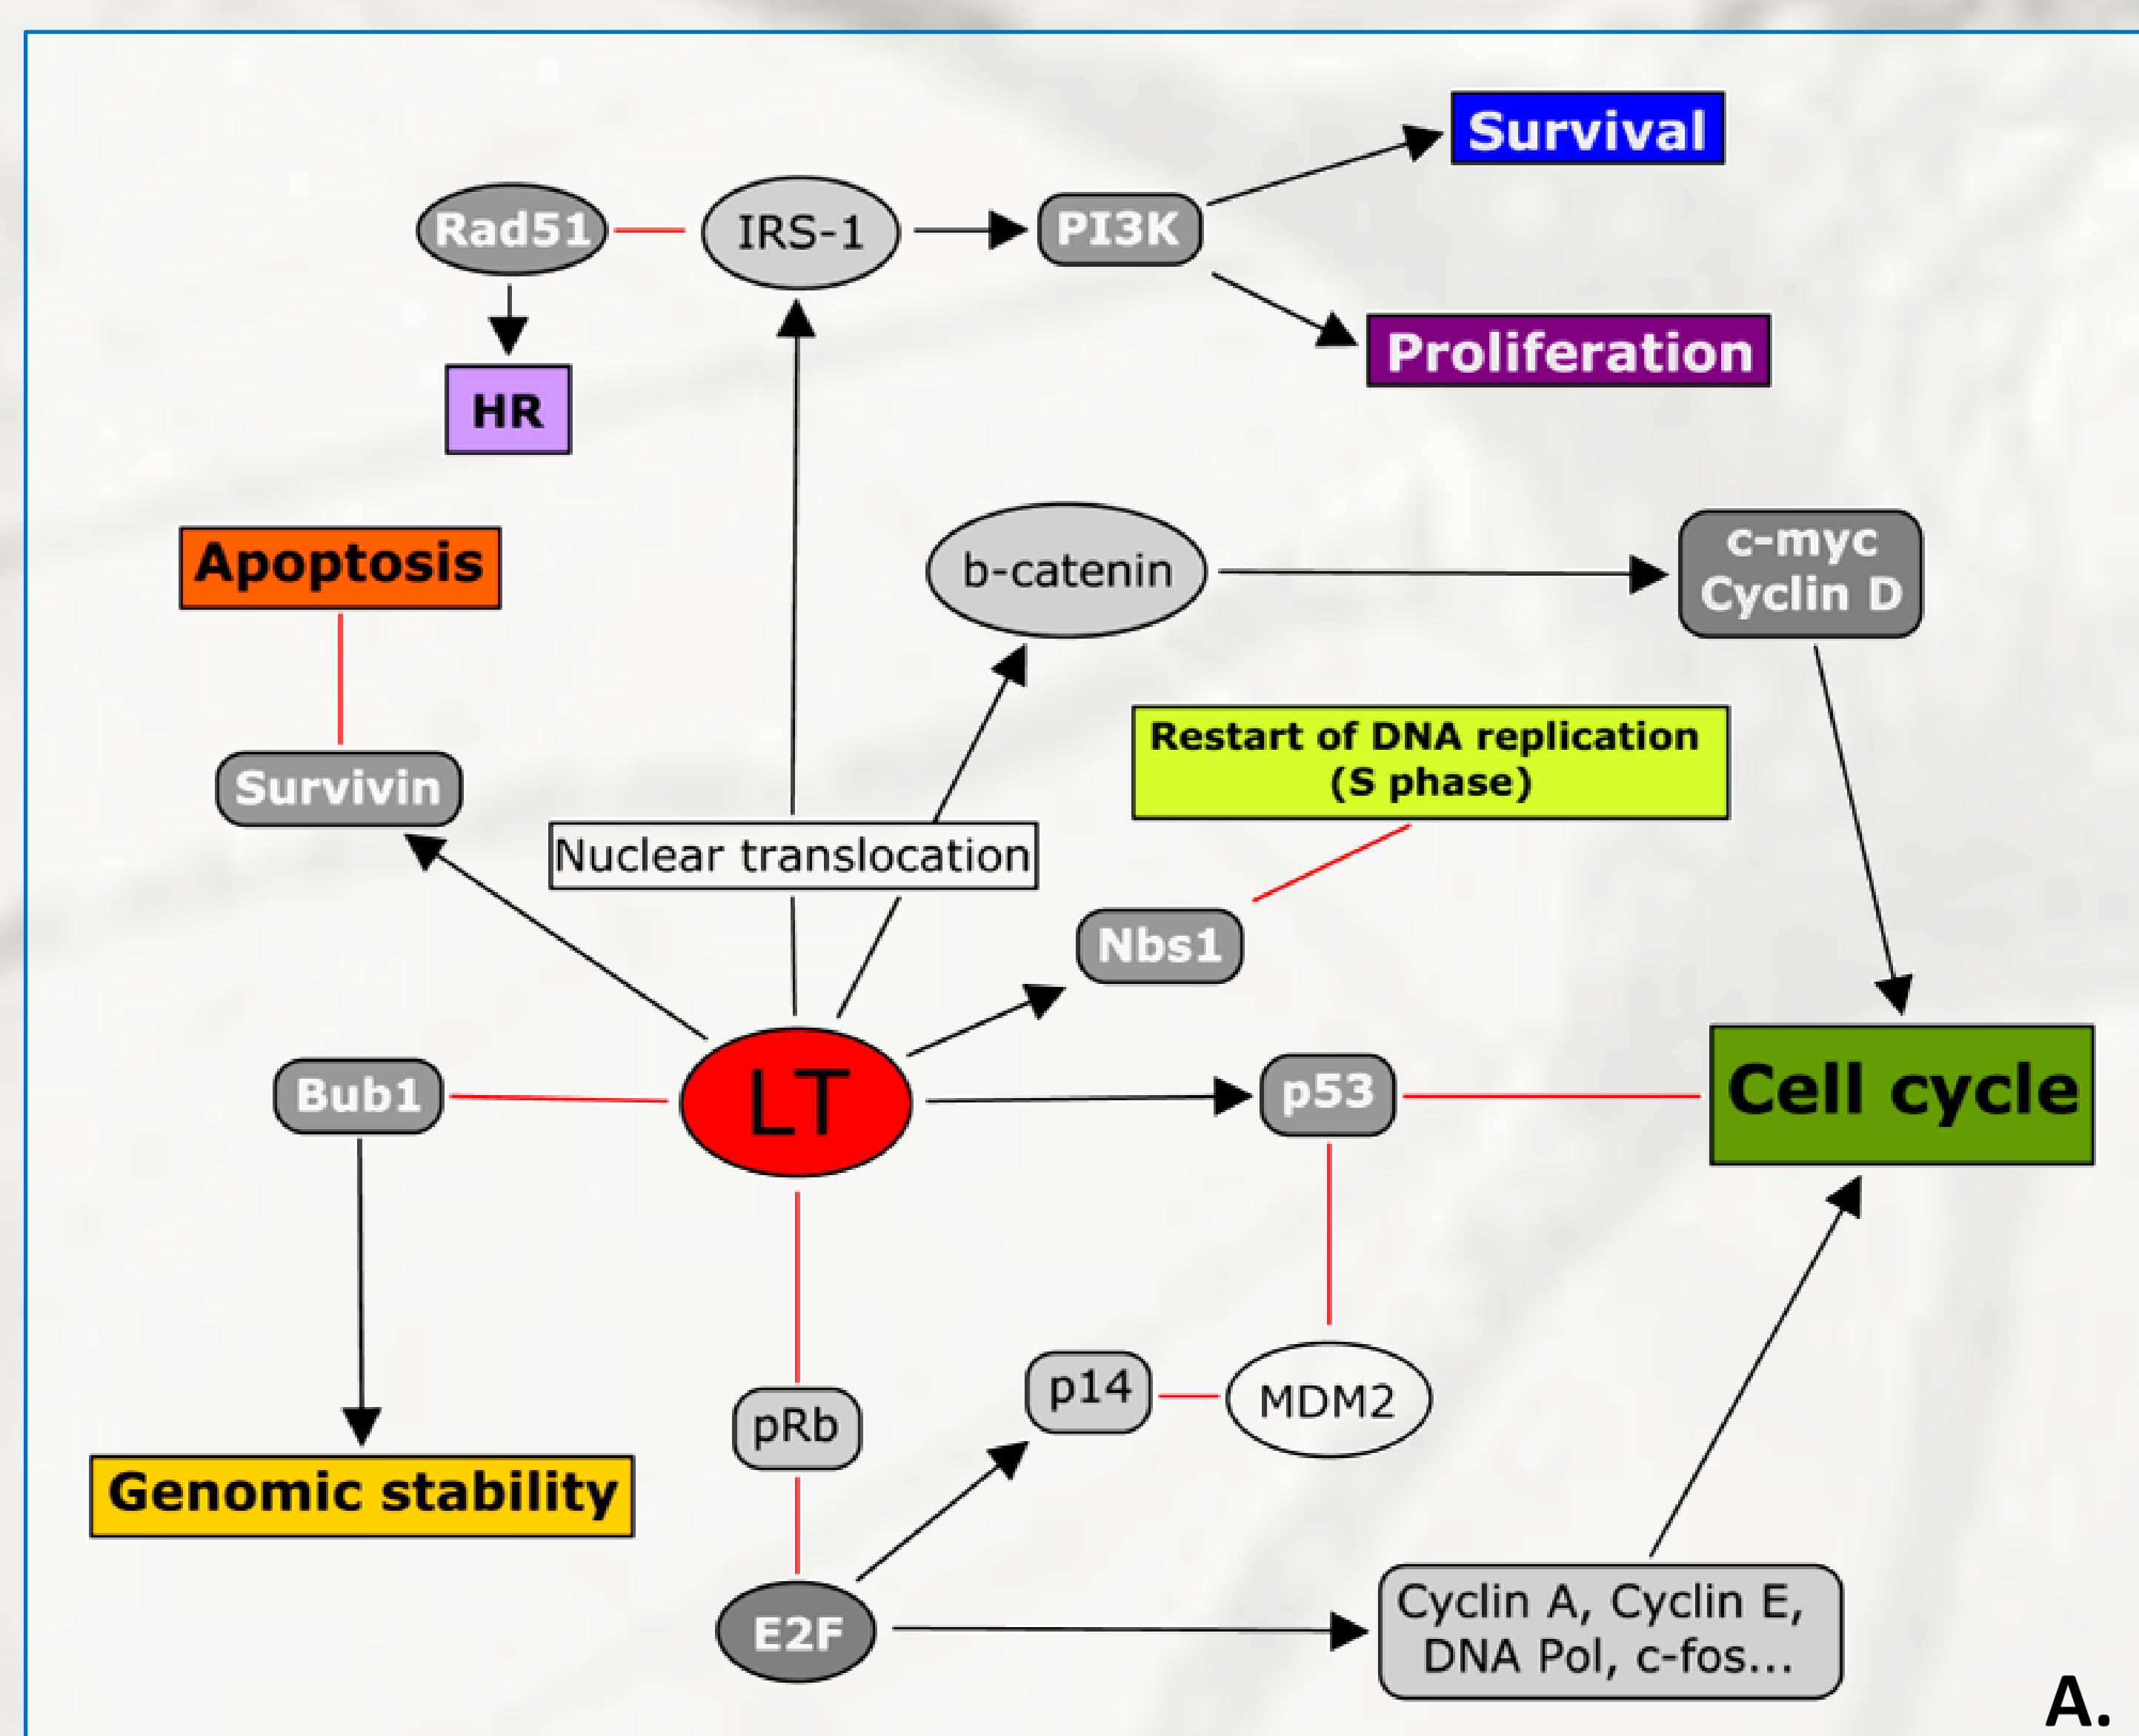 Survival
Rad51
IRS-1
PI3K
Proliferation
HR
Apoptosis
b-catenin
c-myc
Cyclin D
Restart of DNA replication
(S phase)
Survivin
Nuclear translocation
Nbs1
Bub1
LT
p53
Cell cycle
p14
MDM2
pRb
Genomic stability
E2F
Cyclin A, Cyclin E,
DNA Pol, c-fos...
A.